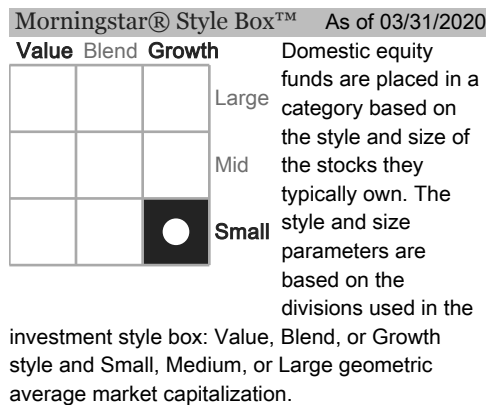 Morningstar® Style Box™ As of 03/31/2020
Value Blend Growth
Large
Mid
Small
Domestic equity
funds are placed in a
category based on
the style and size of
the stocks they
typically own. The
style and size
parameters are
based on the
divisions used in the
investment style box: Value, Blend, or Growth
style and Small, Medium, or Large geometric
average market capitalization.